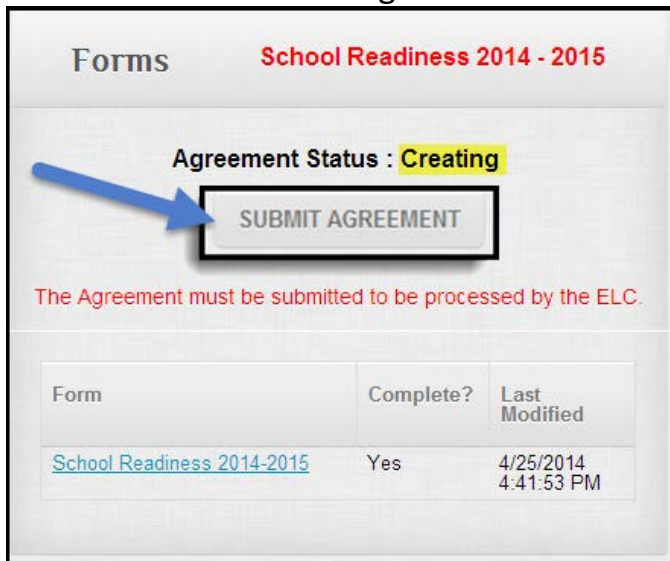 Forms School Readiness 2014 - 2015
Agreement Status : Creating
SUBMIT AGREEMENT
The Agreement must be submitted to be processed by the ELC.
Form Complete? Last Modified
School Readiness 2014-2015 Yes 4/25/2014
4:41:53 PM